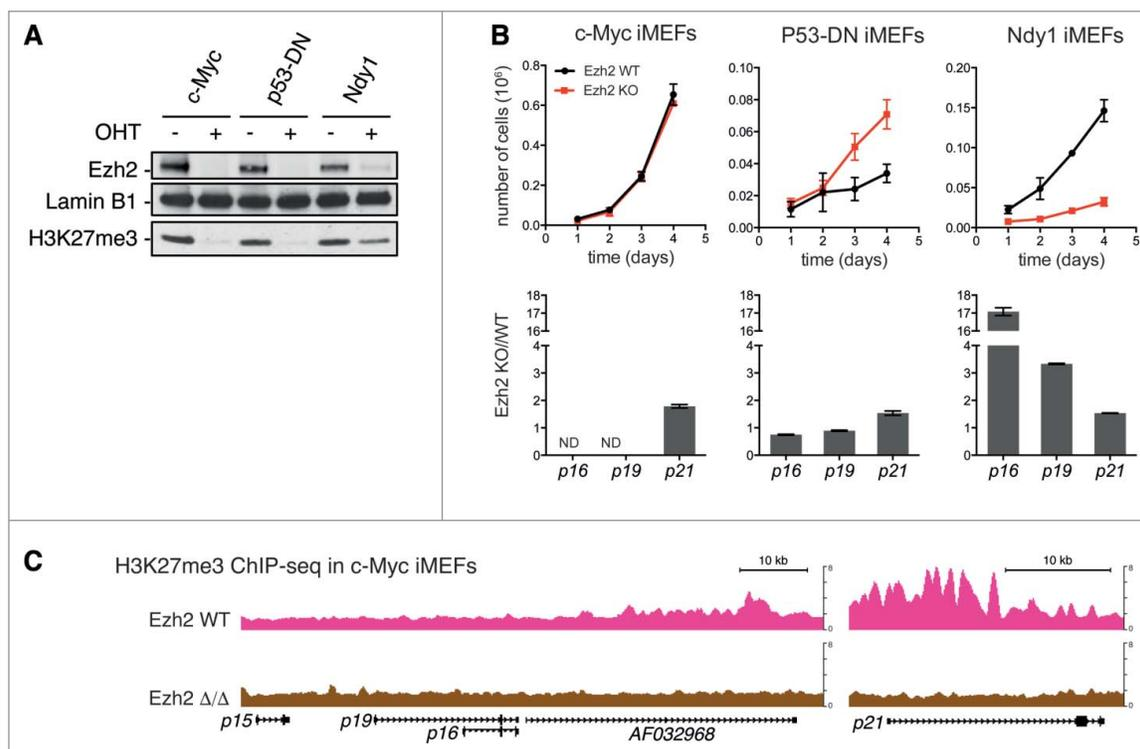 A
c-Myc p53-DN Ndy1
OHT - + - + - +
Ezh2 -
Lamin B1 -
H3K27me3 -
B
c-Myc iMEFs P53-DN iMEFs Ndy1 iMEFs
number of cells (10⁶)
0.8 0.6 0.4 0.2 0.0
Ezh2 WT
Ezh2 KO
0 1 2 3 4 5
time (days)
0.10 0.08 0.06 0.04 0.02 0.00
0 1 2 3 4 5
time (days)
0.20 0.15 0.10 0.05 0.00
0 1 2 3 4 5
time (days)
Ezh2 KO//WT
18 17 16 4 3 2 1 0
ND ND
p16 p19 p21
18 17 16 4 3 2 1 0
p16 p19 p21
18 17 16 4 3 2 1 0
p16 p19 p21
C
H3K27me3 ChIP-seq in c-Myc iMEFs
10 kb 10 kb
Ezh2 WT
8 0 8 0
Ezh2 Δ/Δ
8 0 8 0
p15 p19 p16 AF032968 p21